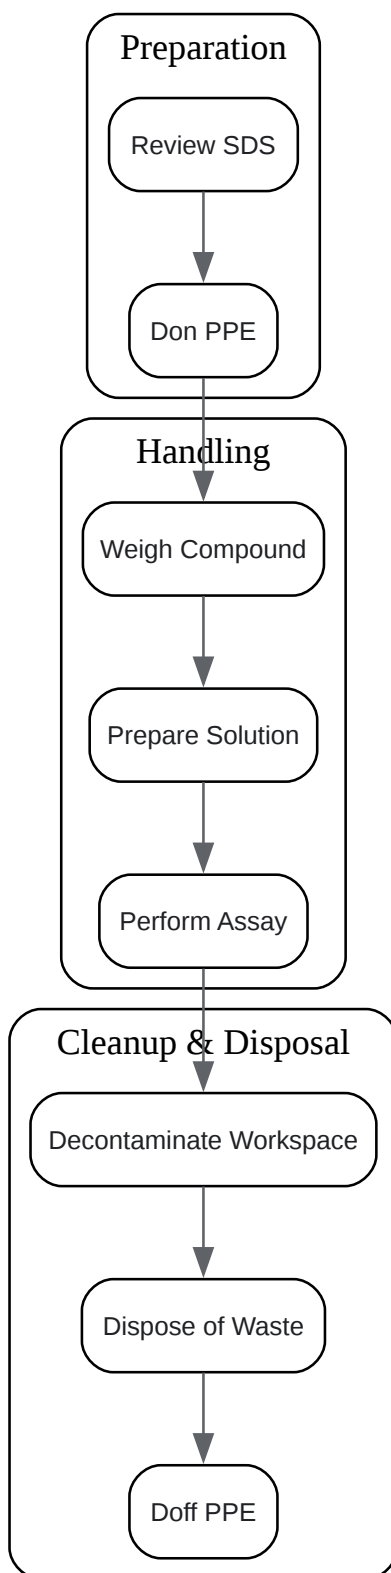 Preparation
Review SDS
Don PPE
Handling
Weigh Compound
Prepare Solution
Perform Assay
Cleanup & Disposal
Decontaminate Workspace
Dispose of Waste
Doff PPE